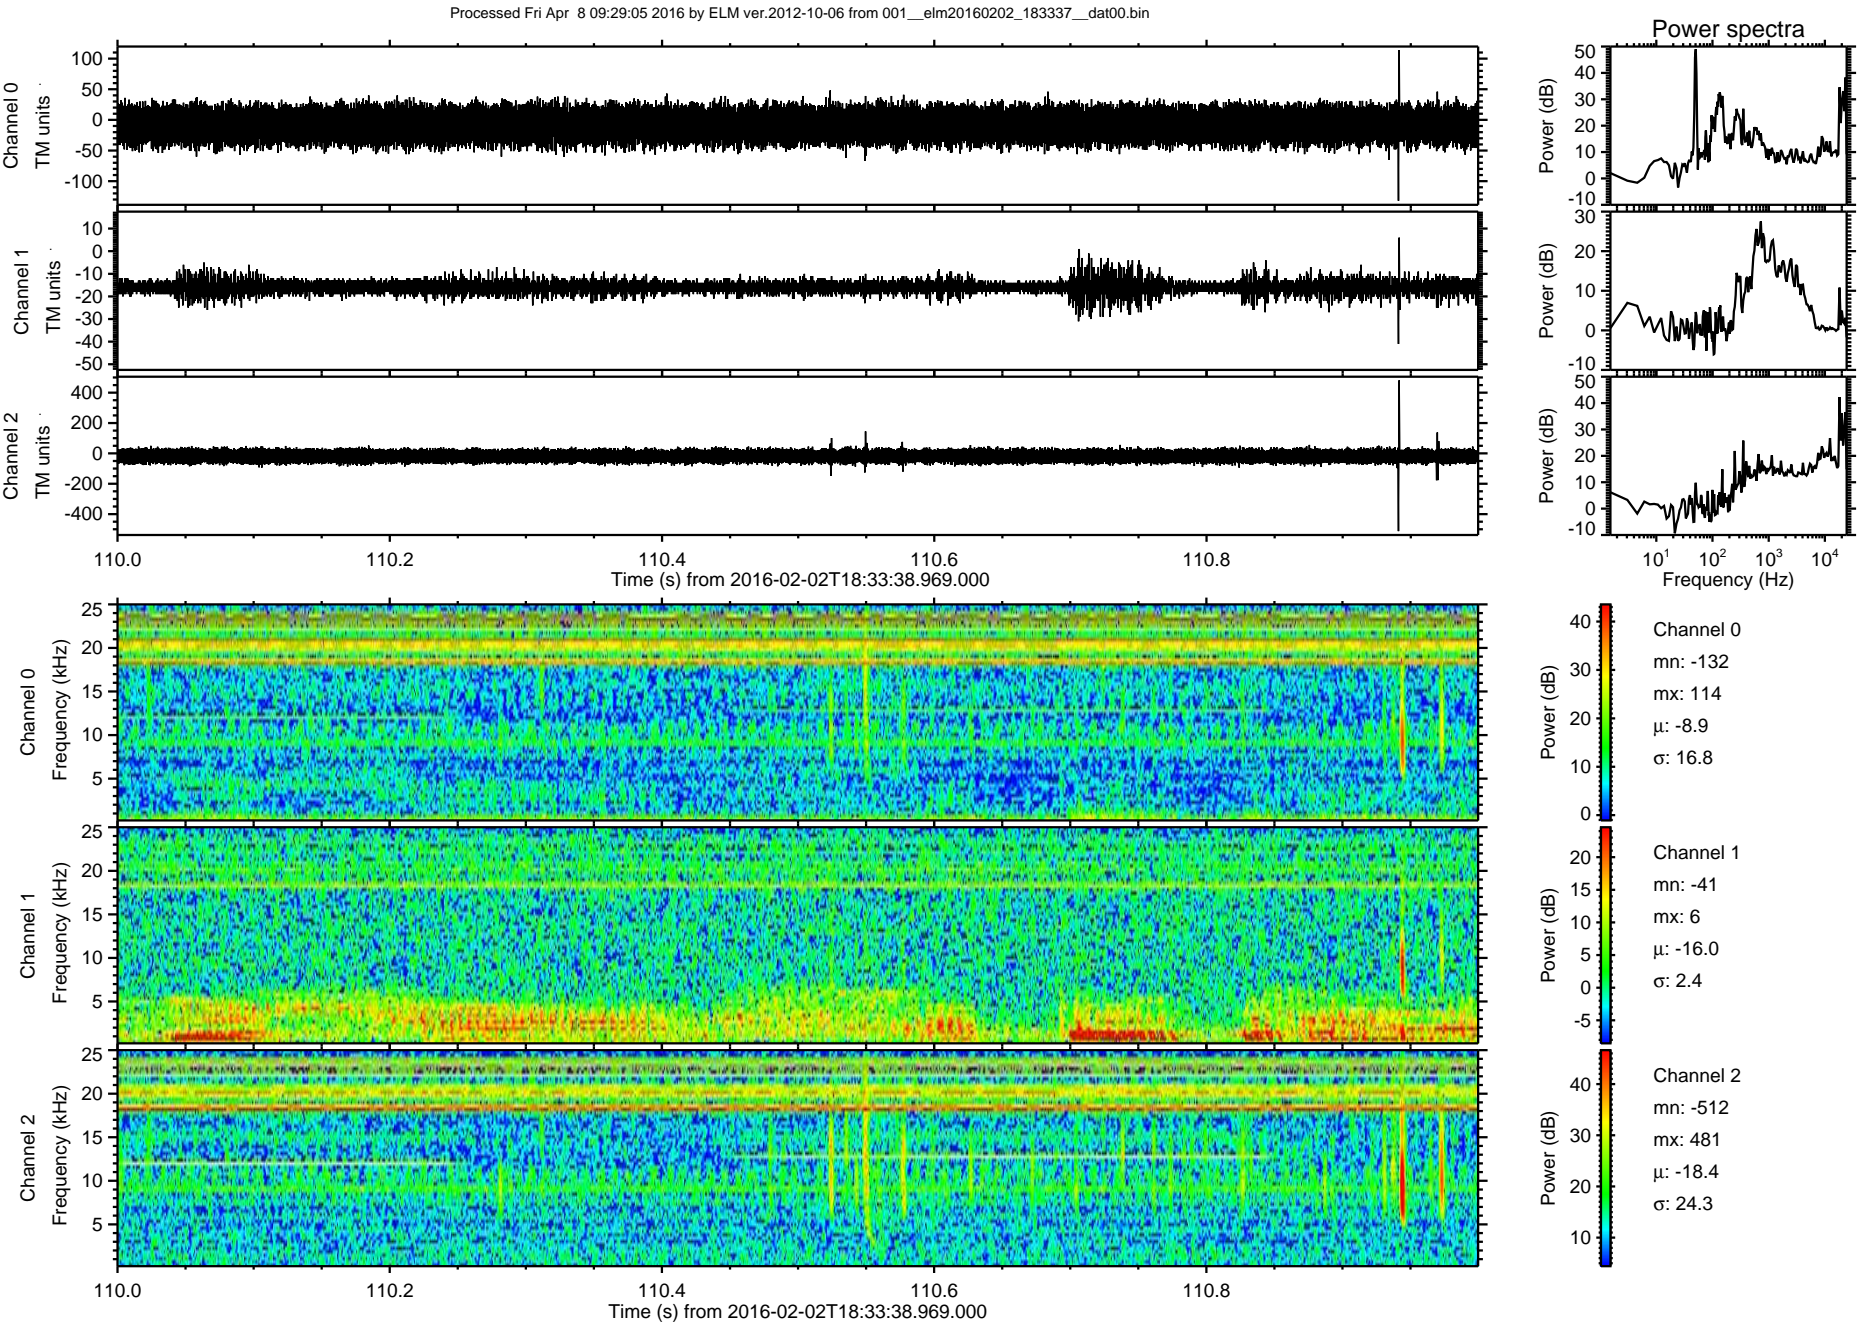 Processed Fri Apr  8 09:29:05 2016 by ELM ver.2012-10-06 from 001__elm20160202_183337__dat00.bin
Power spectra
Channel 0
TM units
100
50
0
-50
-100
Power (dB)
50
40
30
20
10
0
-10
Channel 1
TM units
10
0
-10
-20
-30
-40
-50
Power (dB)
30
20
10
0
-10
Channel 2
TM units
400
200
0
-200
-400
Power (dB)
50
40
30
20
10
0
-10
110.0 110.2 110.4 110.6 110.8
Time (s) from 2016-02-02T18:33:38.969.000
10^1 10^2 10^3 10^4
Frequency (Hz)
Channel 0
Frequency (kHz)
25
20
15
10
5
Power (dB)
40
30
20
10
0
Channel 0
mn: -132
mx: 114
μ: -8.9
σ: 16.8
Channel 1
Frequency (kHz)
25
20
15
10
5
Power (dB)
20
15
10
5
0
-5
Channel 1
mn: -41
mx: 6
μ: -16.0
σ: 2.4
Channel 2
Frequency (kHz)
25
20
15
10
5
Power (dB)
40
30
20
10
Channel 2
mn: -512
mx: 481
μ: -18.4
σ: 24.3
110.0 110.2 110.4 110.6 110.8
Time (s) from 2016-02-02T18:33:38.969.000